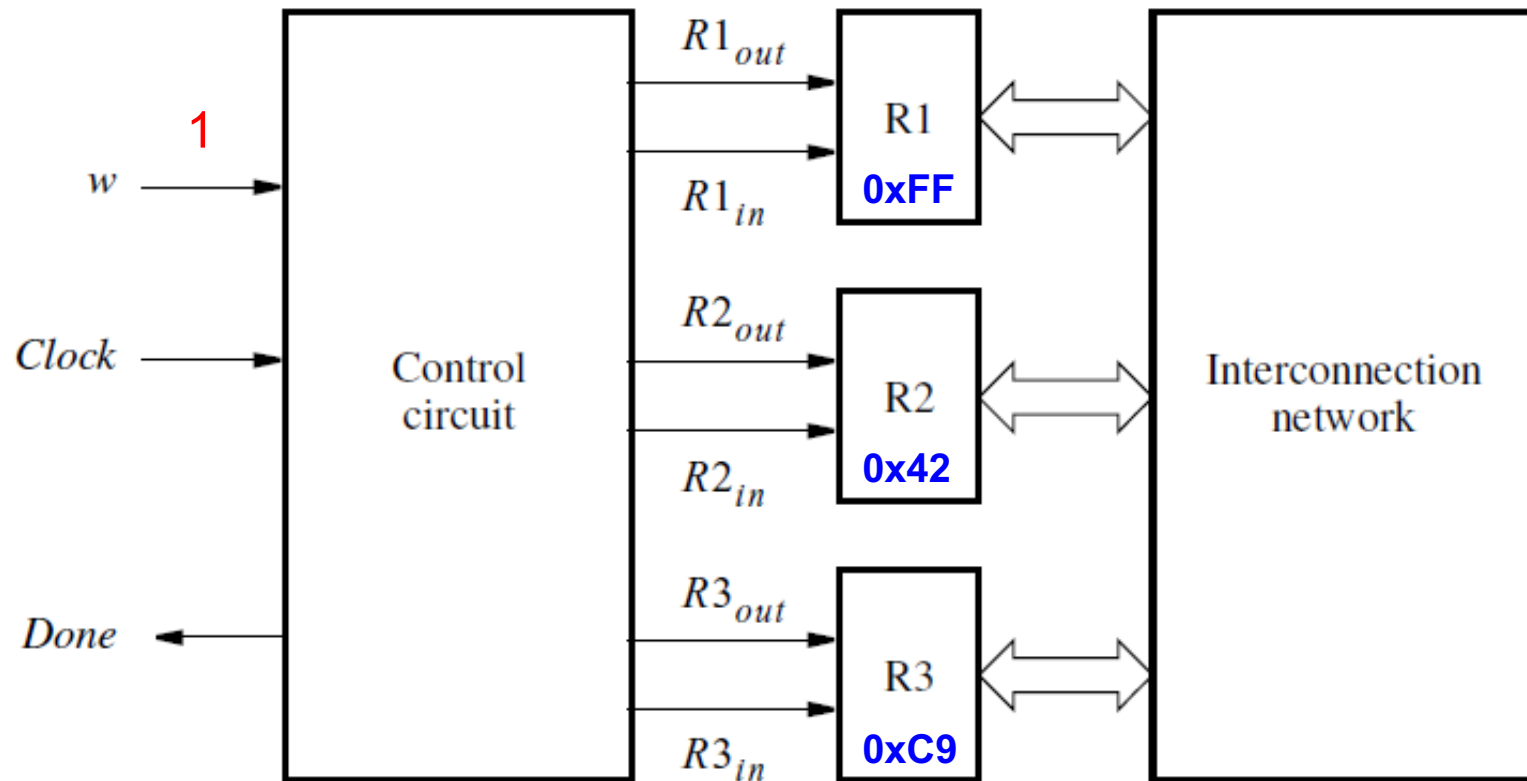 1
w
Clock
Done
Control
circuit
R1out
R1in
R2out
R2in
R3out
R3in
R1
0xFF
R2
0x42
R3
0xC9
Interconnection
network